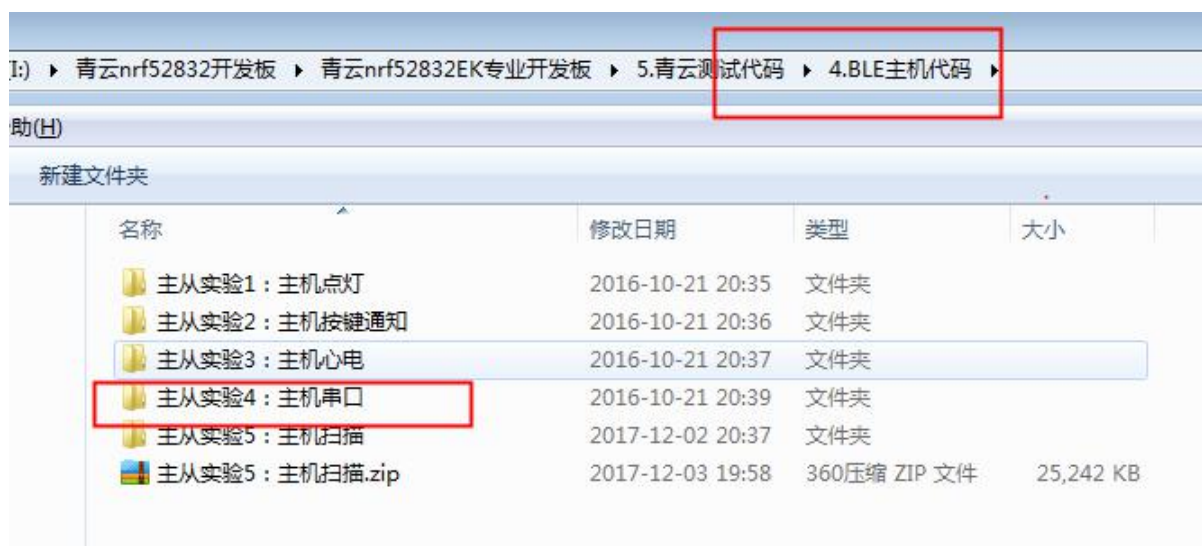 I:) ▸ 青云nrf52832开发板 ▸ 青云nrf52832EK专业开发板 ▸ 5.青云测试代码 ▸ 4.BLE主机代码 ▸
助(H)
新建文件夹
名称 修改日期 类型 大小
主从实验1：主机点灯 2016-10-21 20:35 文件夹
主从实验2：主机按键通知 2016-10-21 20:36 文件夹
主从实验3：主机心电 2016-10-21 20:37 文件夹
主从实验4：主机串口 2016-10-21 20:39 文件夹
主从实验5：主机扫描 2017-12-02 20:37 文件夹
主从实验5：主机扫描.zip 2017-12-03 19:58 360压缩 ZIP 文件 25,242 KB